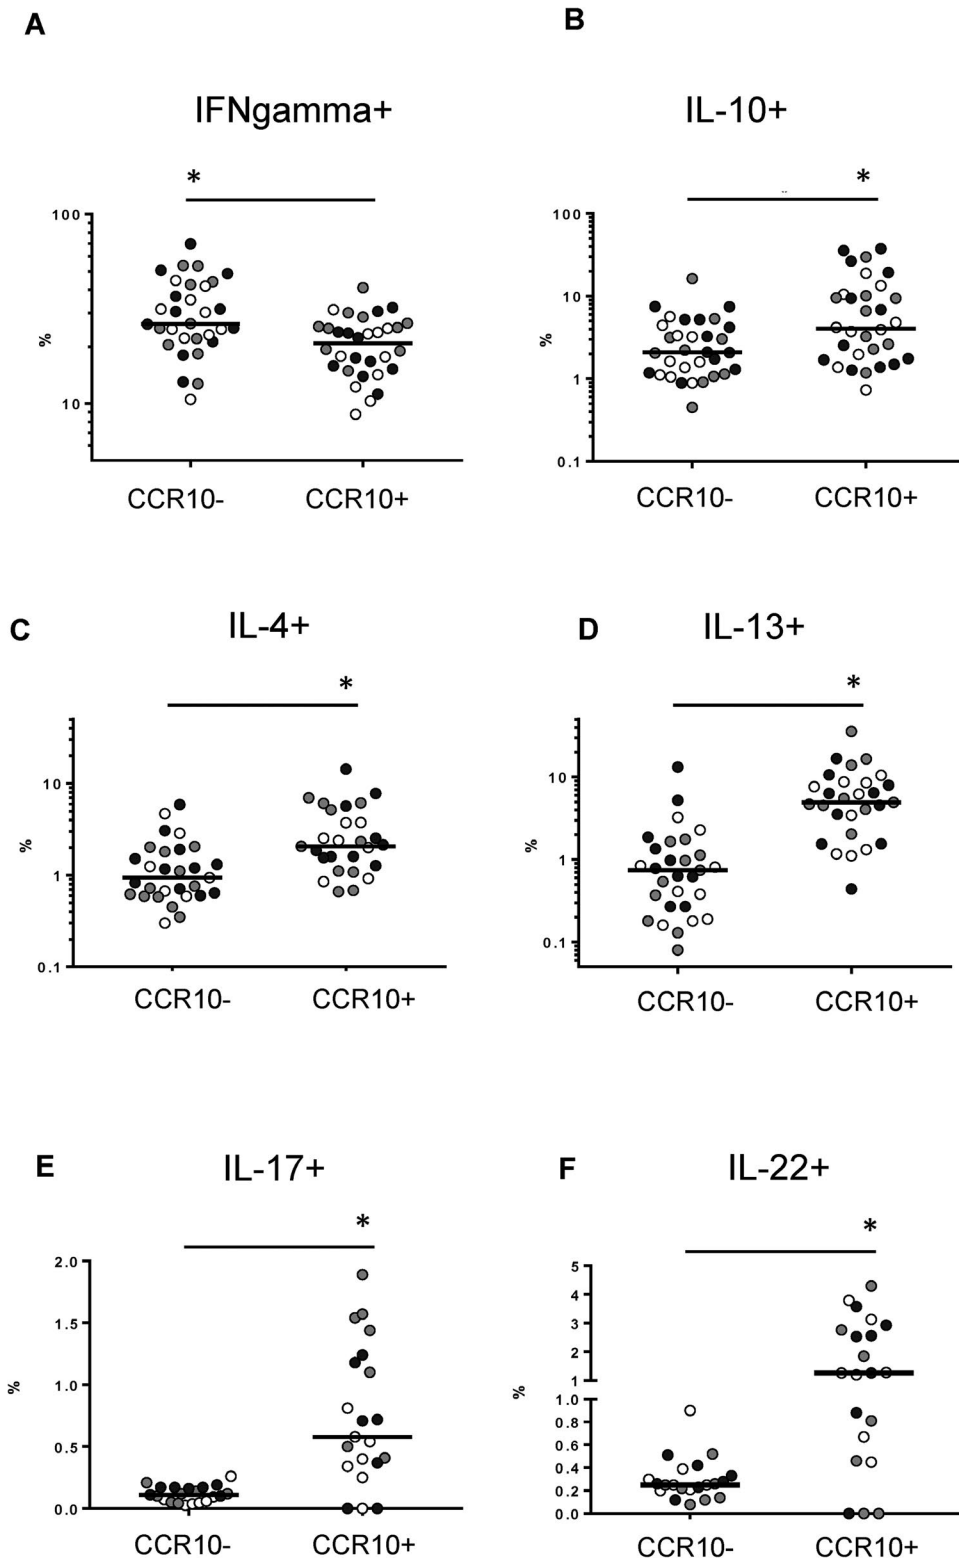 A
B
IFNgamma+
IL-10+
*
*
100
10
%
CCR10-
CCR10+
100
10
1
0.1
%
CCR10-
CCR10+
C
IL-4+
D
IL-13+
*
*
10
1
0.1
%
CCR10-
CCR10+
10
1
0.1
%
CCR10-
CCR10+
E
IL-17+
F
IL-22+
*
*
2.0
1.5
1.0
0.5
0.0
%
CCR10-
CCR10+
5
4
3
2
1
1.0
0.8
0.6
0.4
0.2
0.0
%
CCR10-
CCR10+